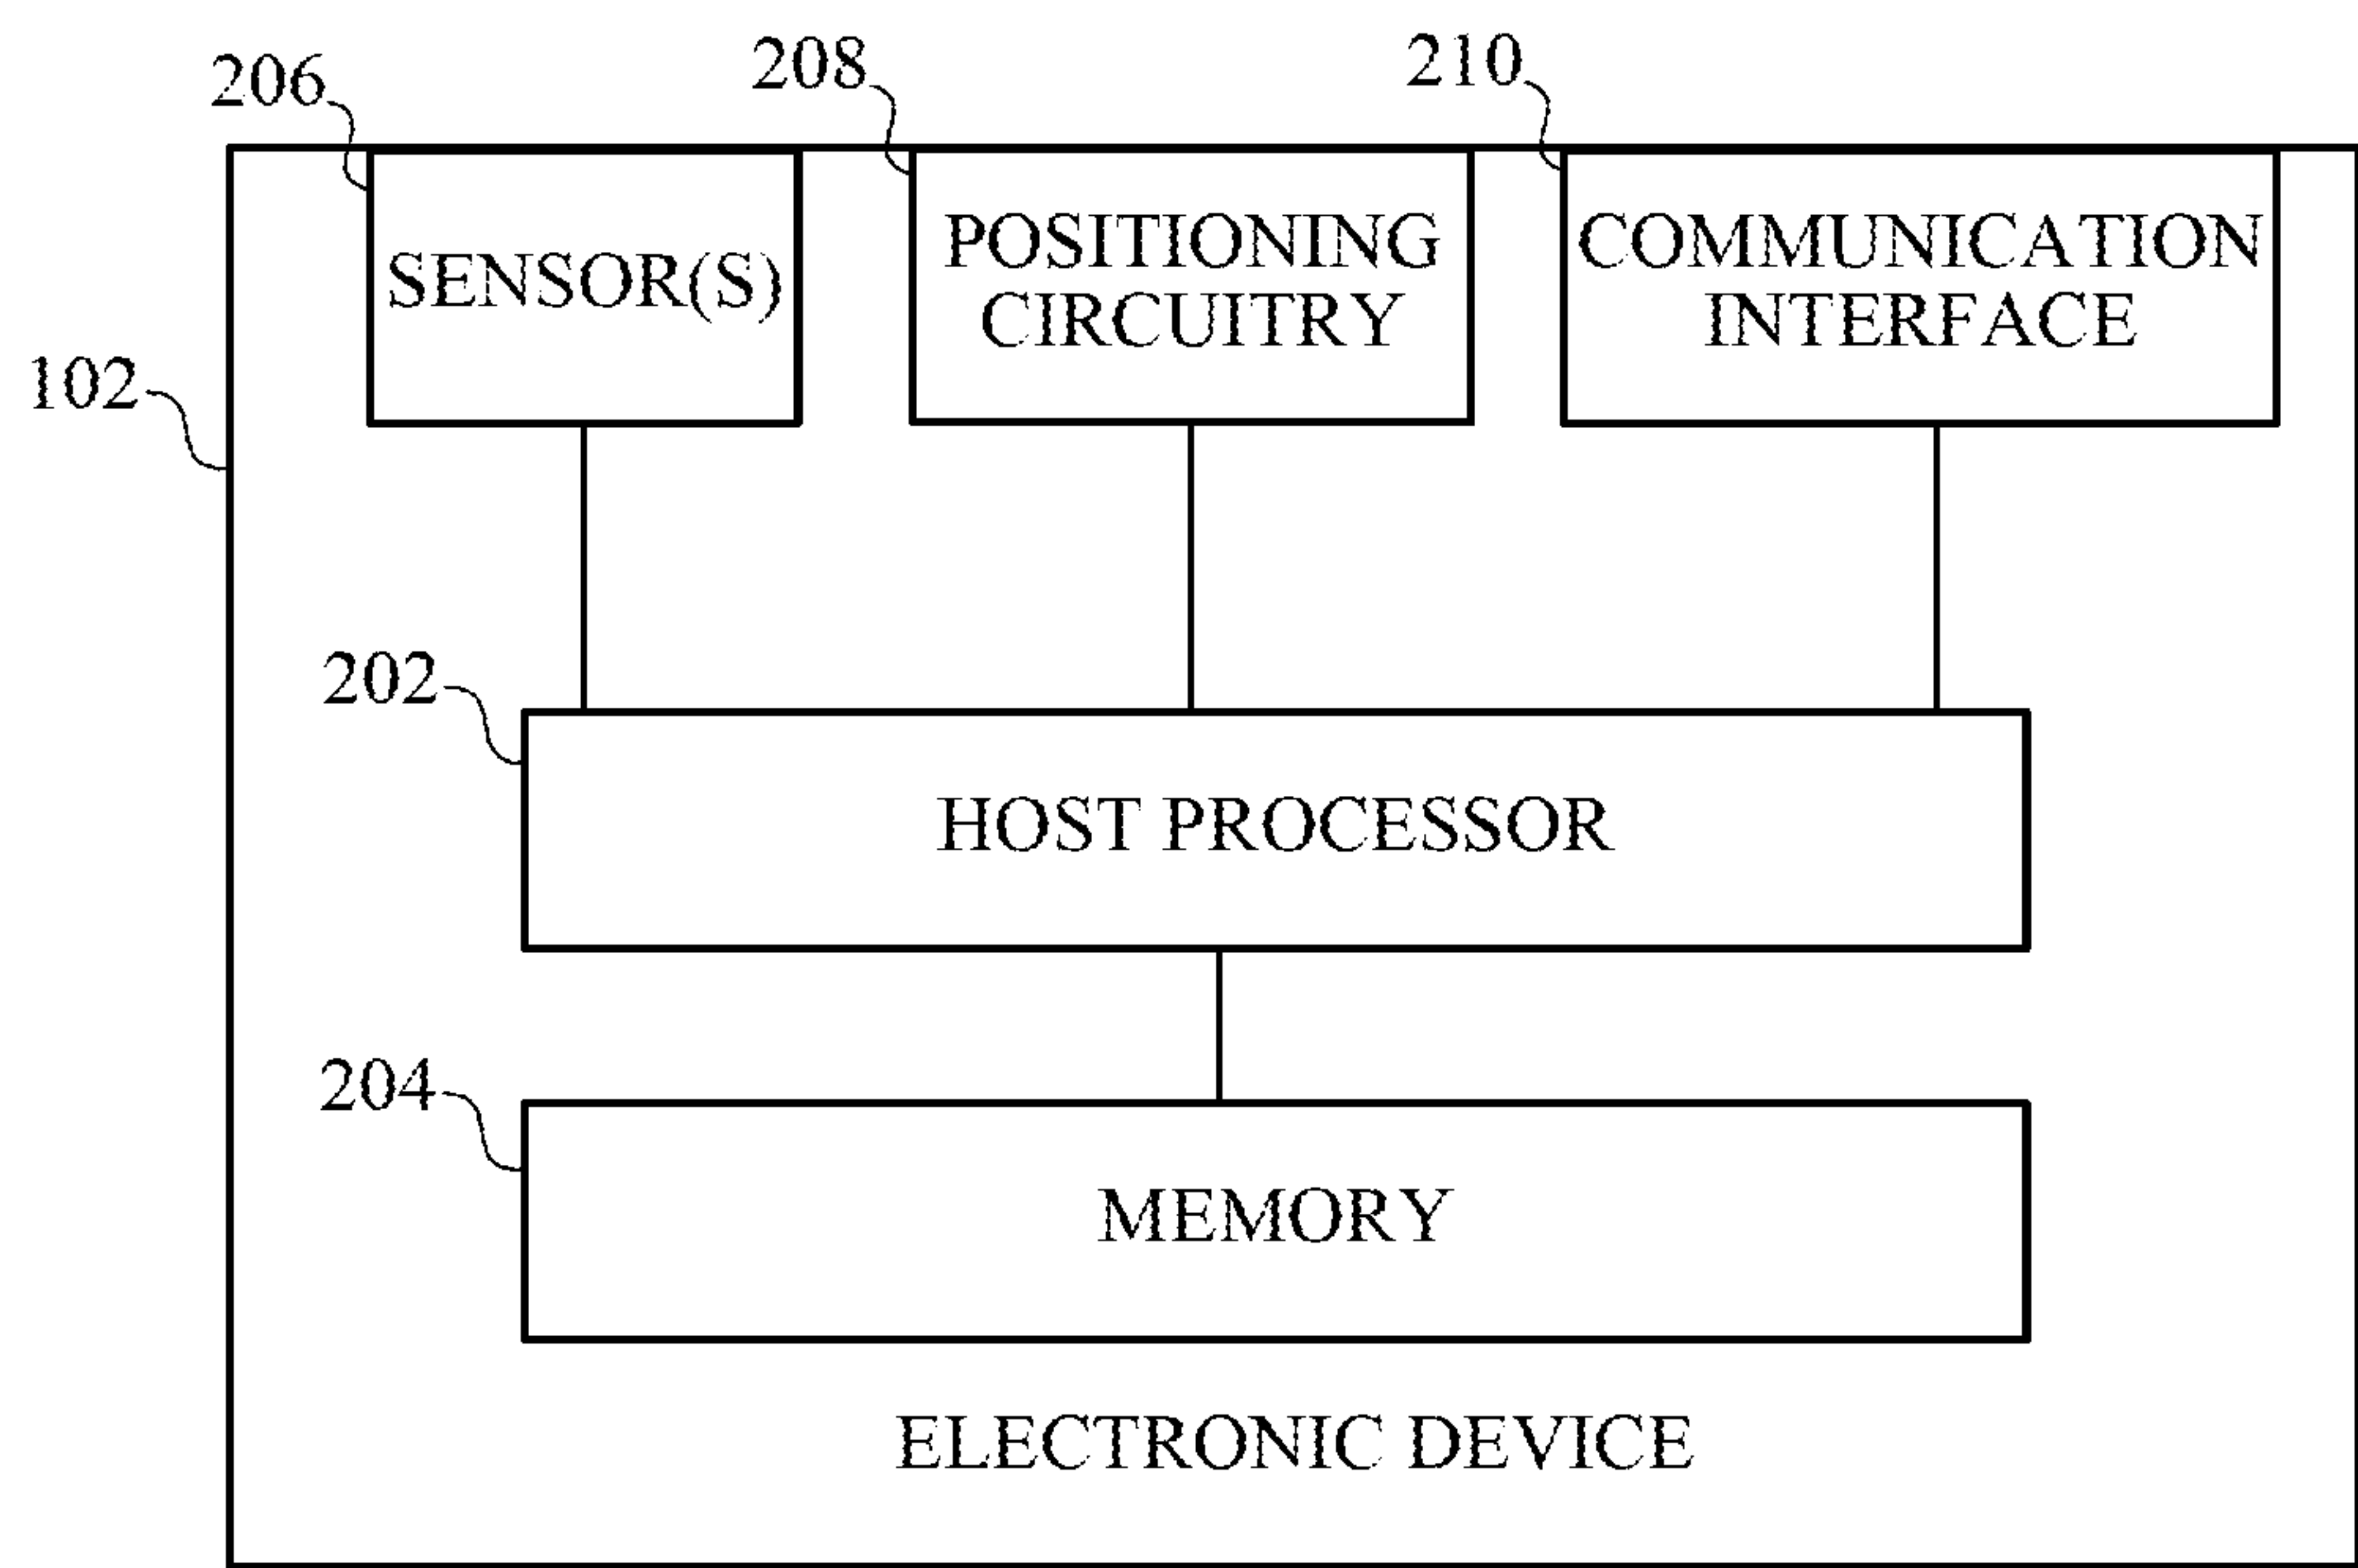 206
208
210
SENSOR(S)
POSITIONING
CIRCUITRY
COMMUNICATION
INTERFACE
102
202
HOST PROCESSOR
204
MEMORY
ELECTRONIC DEVICE